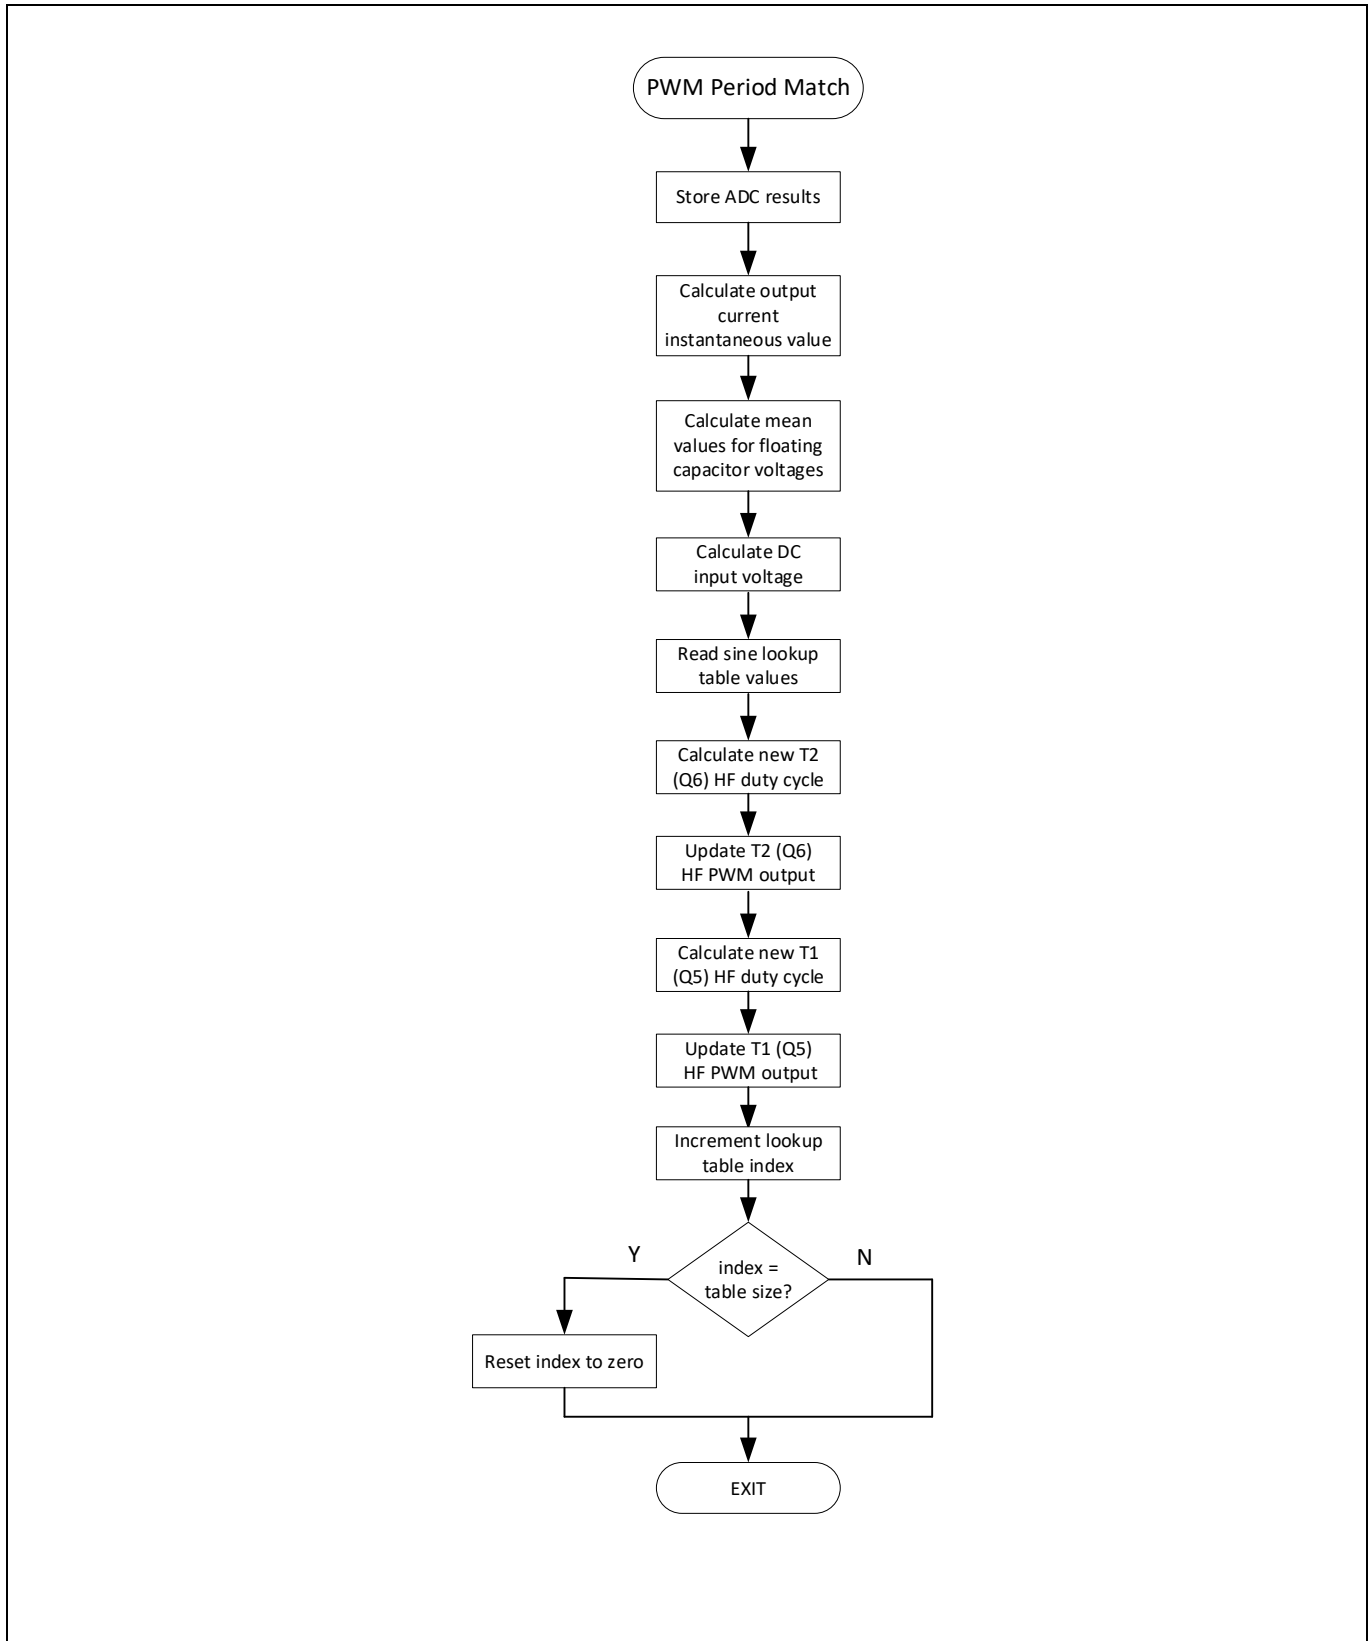 PWM Period Match
Store ADC results
Calculate output
current
instantaneous value
Calculate mean
values for floating
capacitor voltages
Calculate DC
input voltage
Read sine lookup
table values
Calculate new T2
(Q6) HF duty cycle
Update T2 (Q6)
HF PWM output
Calculate new T1
(Q5) HF duty cycle
Update T1 (Q5)
HF PWM output
Increment lookup
table index
Y
N
index =
table size?
Reset index to zero
EXIT